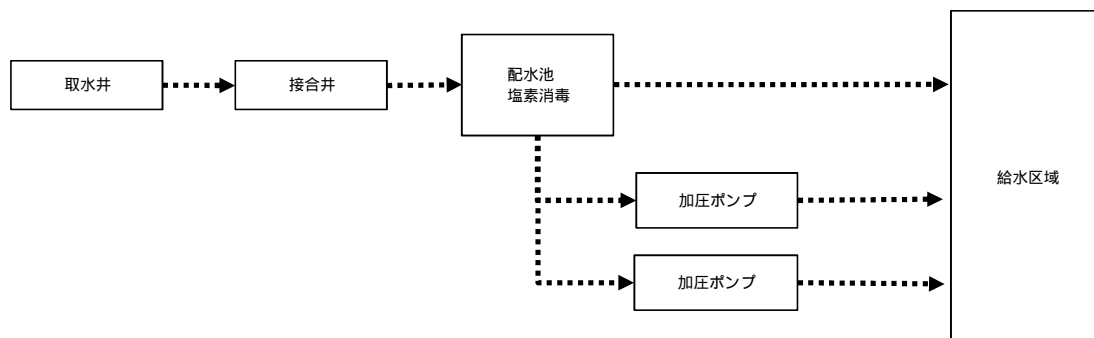 取水井
接合井
配水池
塩素消毒
加圧ポンプ
給水区域
加圧ポンプ